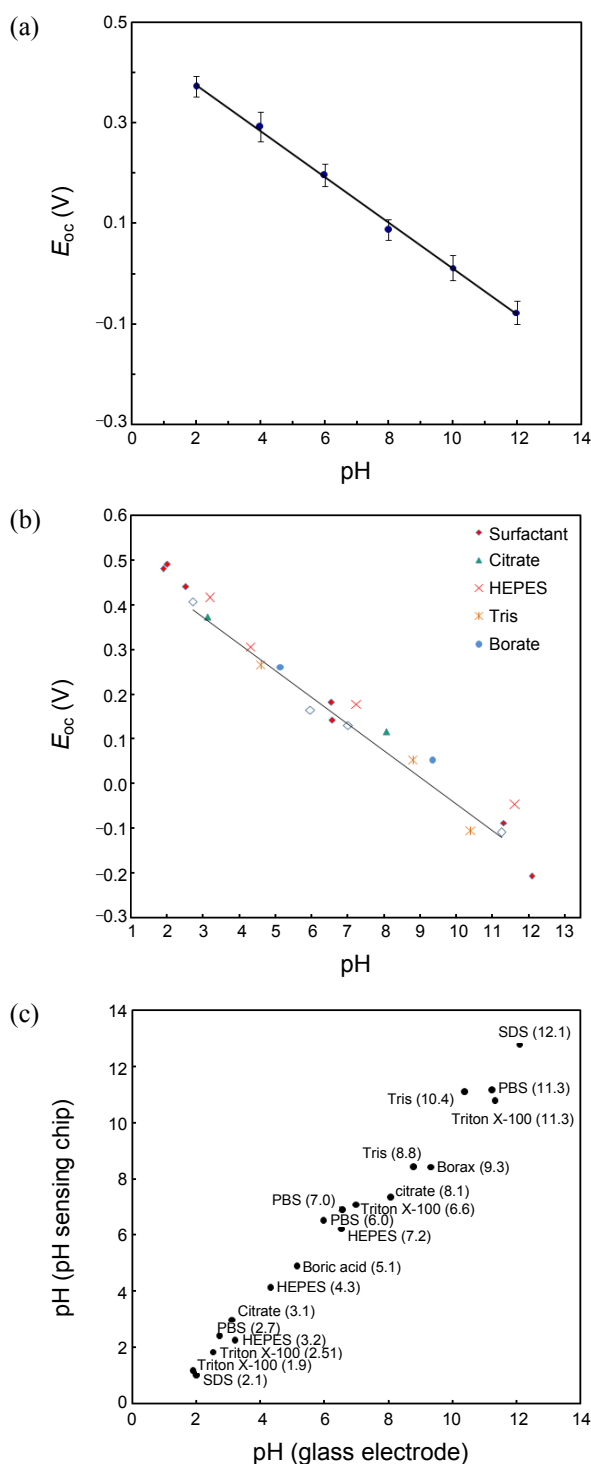 (a)
0.5
0.3
0.1
−0.1
−0.3
E_oc (V)
0 2 4 6 8 10 12 14
pH
(b)
0.6
0.5
0.4
0.3
0.2
0.1
0.0
−0.1
−0.2
−0.3
E_oc (V)
Surfactant
Citrate
HEPES
Tris
Borate
1 2 3 4 5 6 7 8 9 10 11 12 13
pH
(c)
14
12
10
8
6
4
2
0
pH (pH sensing chip)
SDS (12.1)
PBS (11.3)
Tris (10.4)
Triton X-100 (11.3)
Tris (8.8)
Borax (9.3)
citrate (8.1)
PBS (7.0)
Triton X-100 (6.6)
PBS (6.0)
HEPES (7.2)
Boric acid (5.1)
HEPES (4.3)
Citrate (3.1)
PBS (2.7)
HEPES (3.2)
Triton X-100 (2.51)
Triton X-100 (1.9)
SDS (2.1)
0 2 4 6 8 10 12 14
pH (glass electrode)